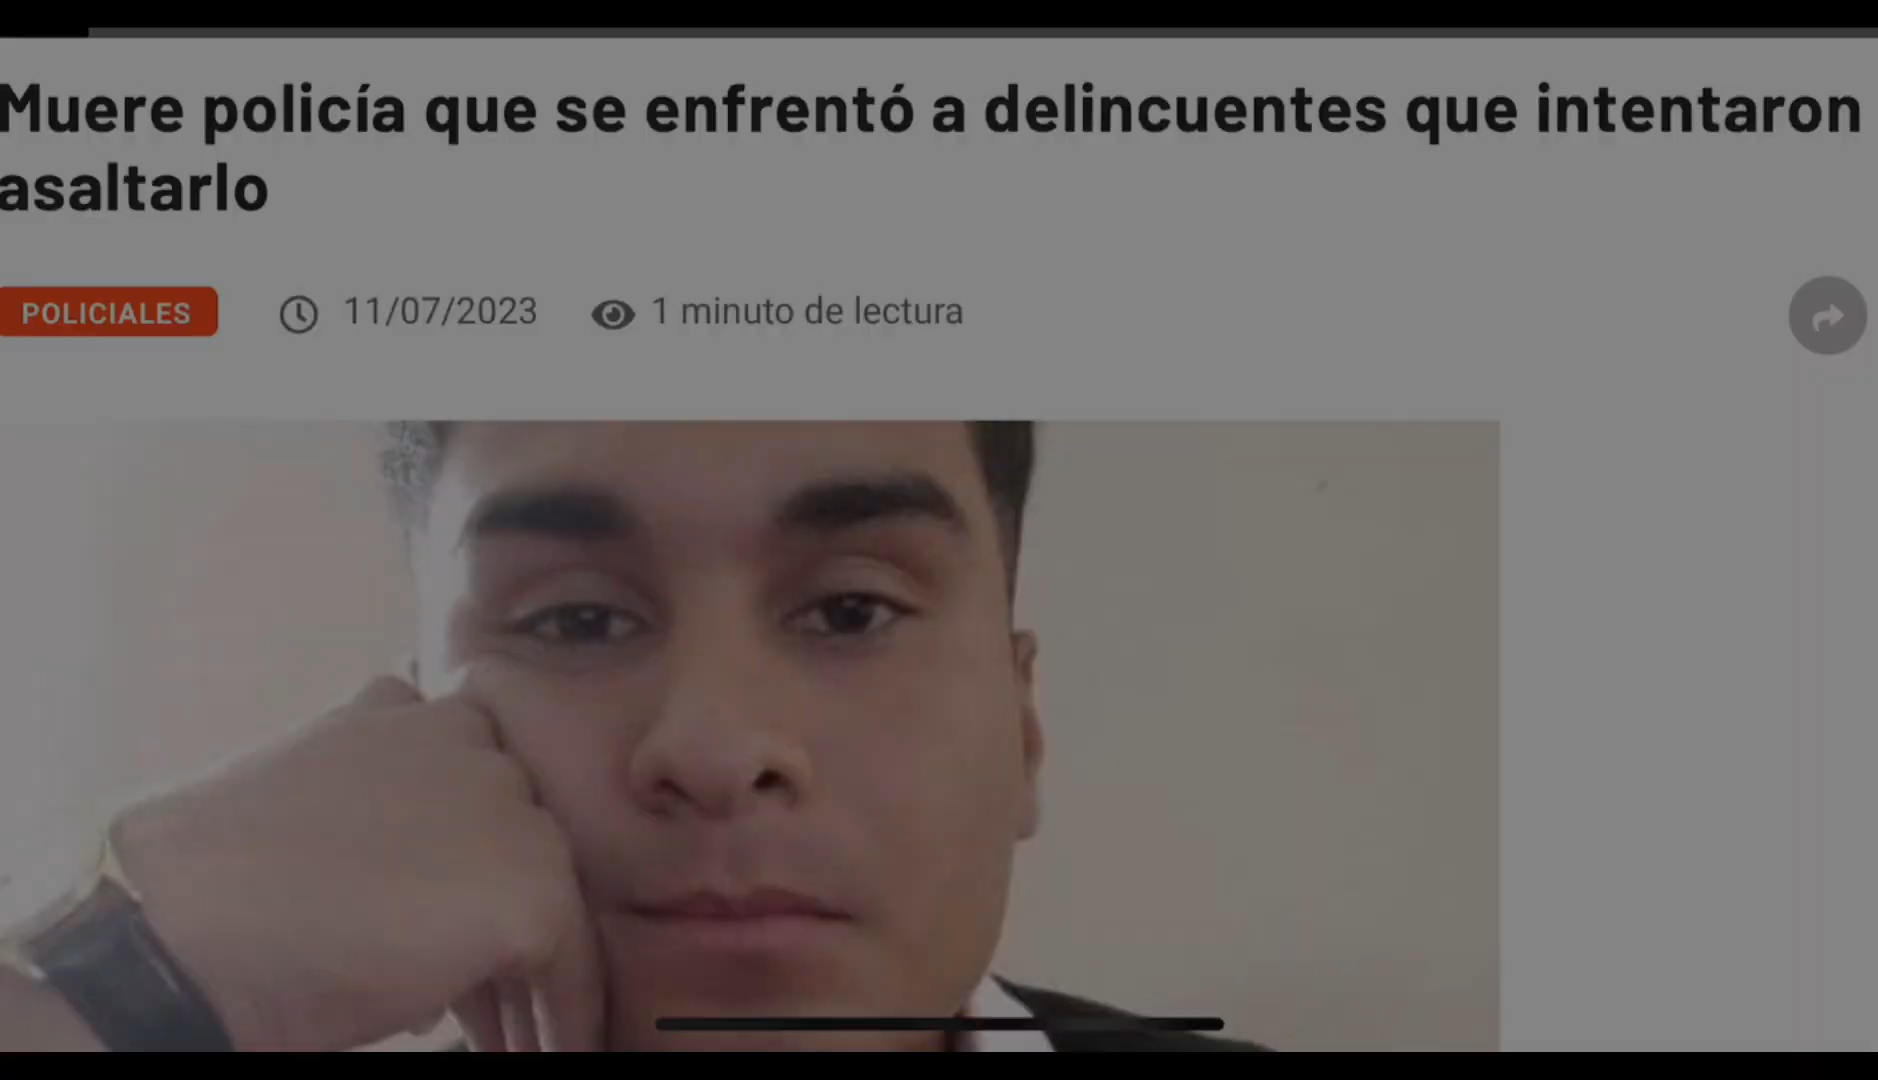 Muere policía que se enfrentó a delincuentes que intentaron
asaltarlo
POLICIALES 11/07/2023 1 minuto de lectura